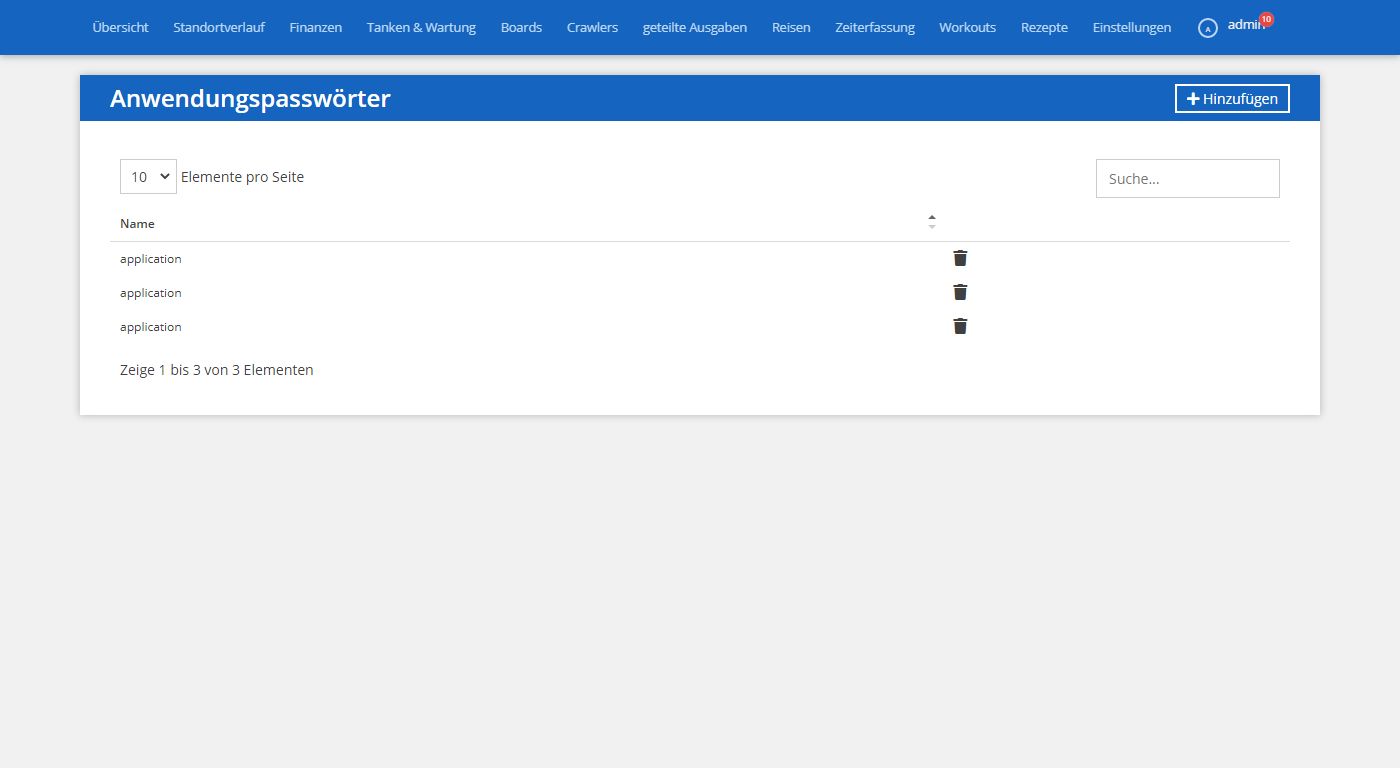 Übersicht Standortverlauf Finanzen Tanken & Wartung Boards Crawlers geteilte Ausgaben Reisen Zeiterfassung Workouts Rezepte Einstellungen A admin 10
Anwendungspasswörter Hinzufügen
10 Elemente pro Seite Suche...
Name
application
application
application
Zeige 1 bis 3 von 3 Elementen